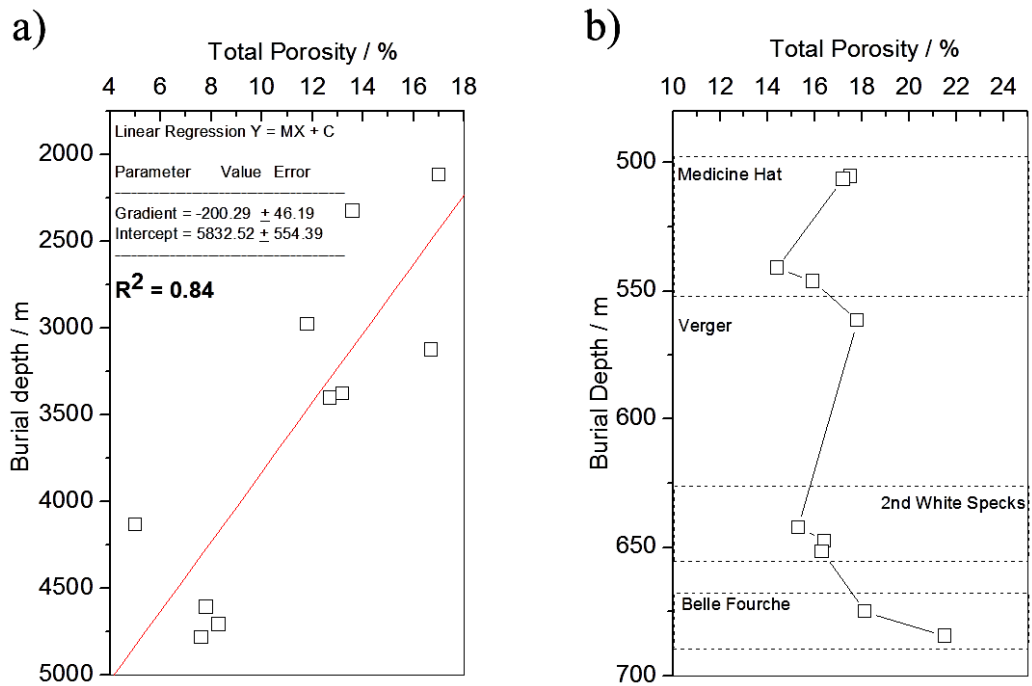 a)
Total Porosity / %
4 6 8 10 12 14 16 18
2000
2500
3000
3500
4000
4500
5000
Burial depth / m
Linear Regression Y = MX + C
Parameter Value Error
Gradient = -200.29 ± 46.19
Intercept = 5832.52 ± 554.39
R² = 0.84
b)
Total Porosity / %
10 12 14 16 18 20 22 24
500
550
600
650
700
Burial Depth / m
Medicine Hat
Verger
2nd White Specks
Belle Fourche